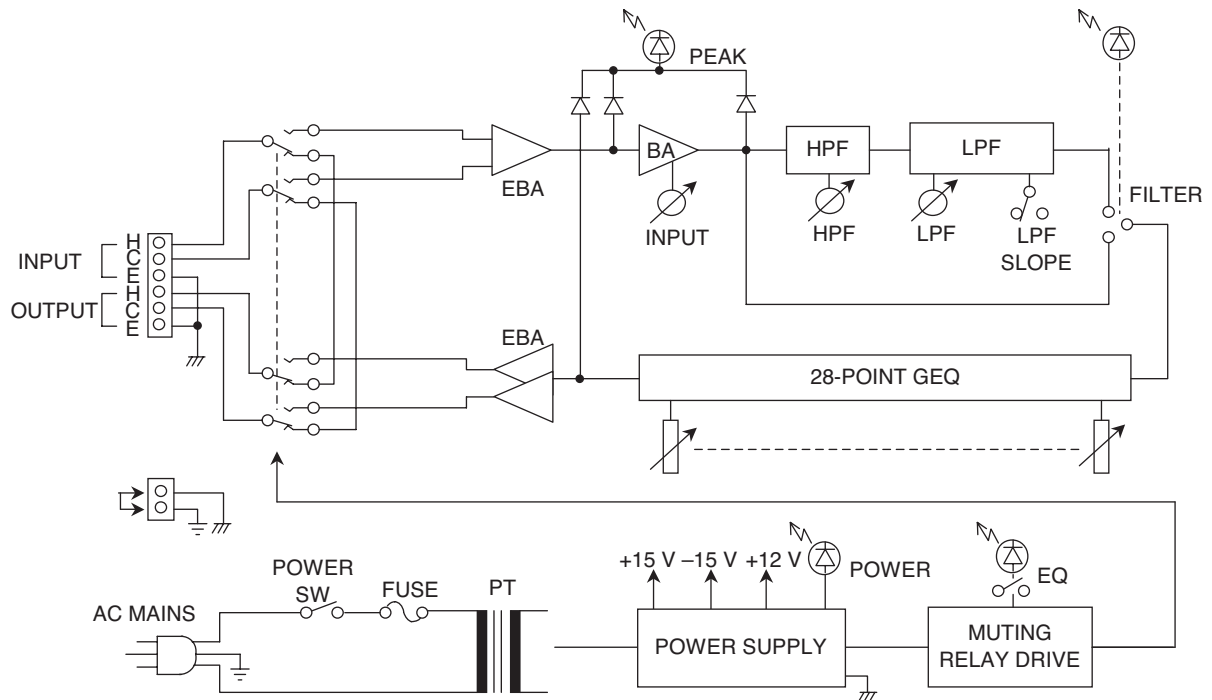 PEAK
BA
EBA
INPUT
HPF
HPF
LPF
LPF
LPF
SLOPE
FILTER
INPUT
H
C
E
OUTPUT
H
C
E
EBA
28-POINT GEQ
AC MAINS
POWER
SW
FUSE
PT
+15 V –15 V +12 V
POWER
POWER SUPPLY
EQ
MUTING
RELAY DRIVE